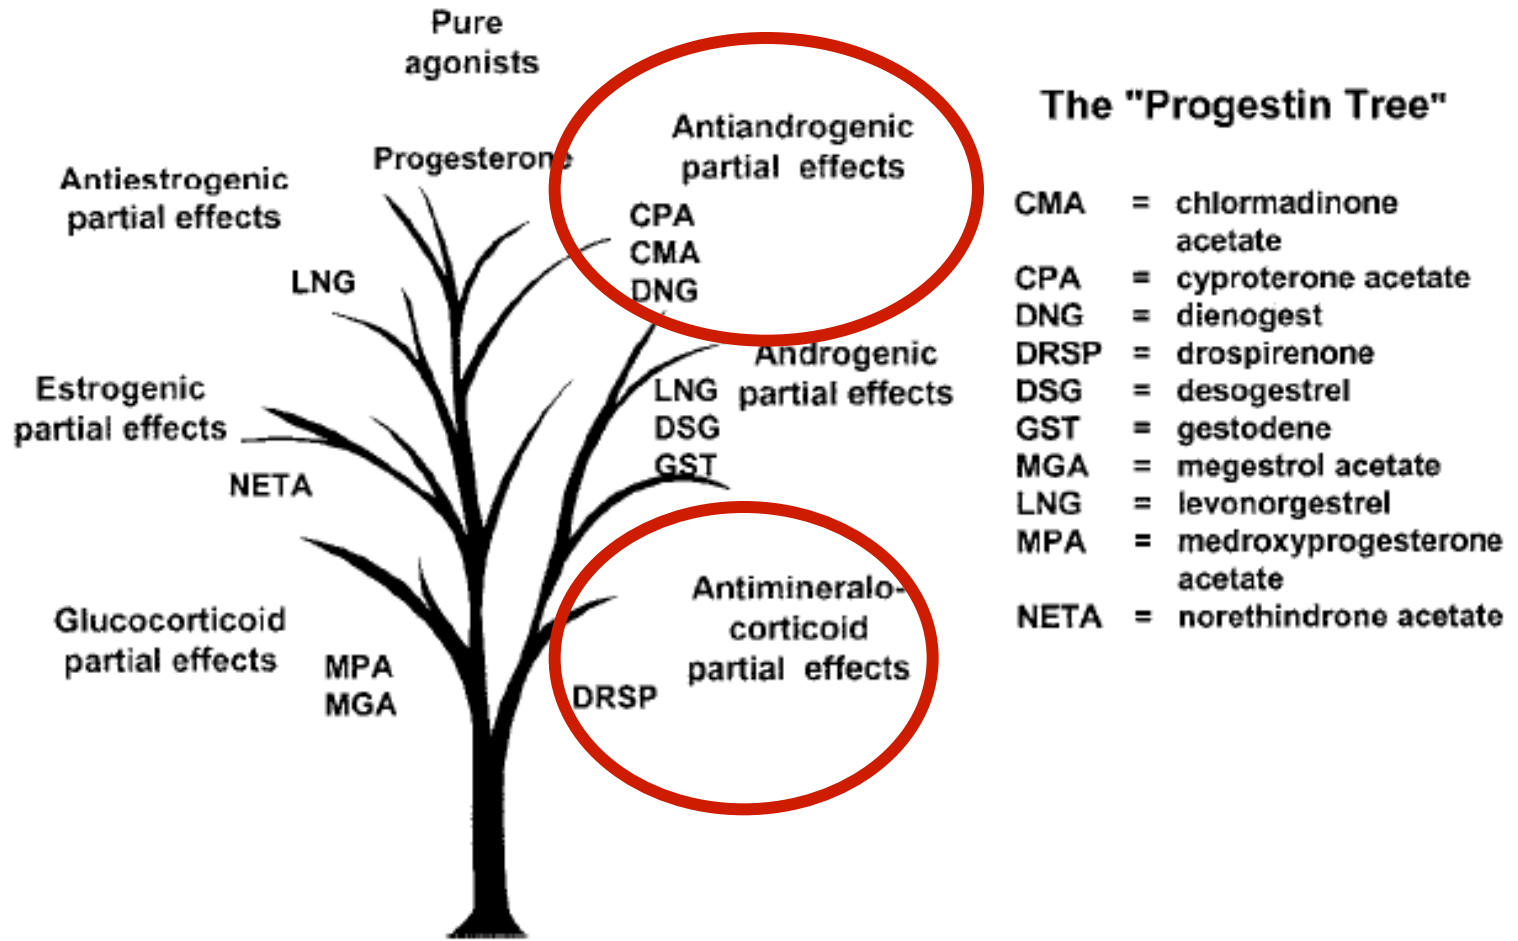 Pure
agonists
Progesterone
Antiestrogenic
partial effects
LNG
Estrogenic
partial effects
NETA
Glucocorticoid
partial effects
MPA
MGA
Antiandrogenic
partial effects
CPA
CMA
DNG
Androgenic
partial effects
LNG
DSG
GST
Antimineralo-
corticoid
partial effects
DRSP
The "Progestin Tree"
CMA = chlormadinone
acetate
CPA = cyproterone acetate
DNG = dienogest
DRSP = drospirenone
DSG = desogestrel
GST = gestodene
MGA = megestrol acetate
LNG = levonorgestrel
MPA = medroxyprogesterone
acetate
NETA = norethindrone acetate